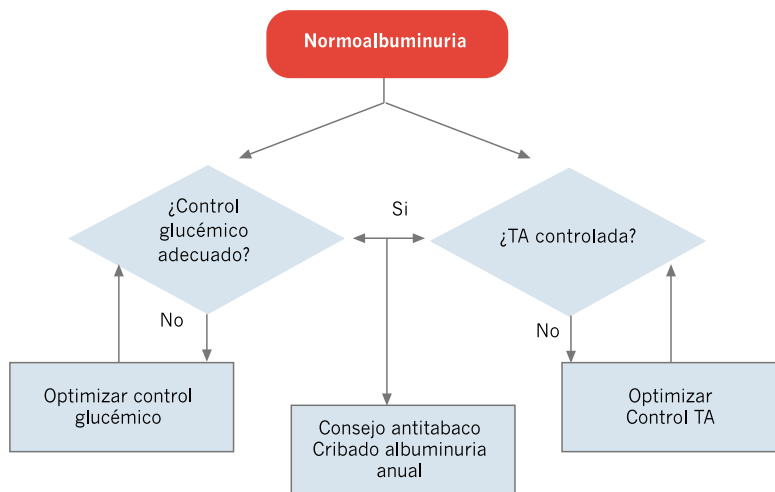 Normoalbuminuria
¿Control
glucémico
adecuado?
Si
¿TA controlada?
No
No
Optimizar control
glucémico
Optimizar
Control TA
Consejo antitabaco
Cribado albuminuria
anual